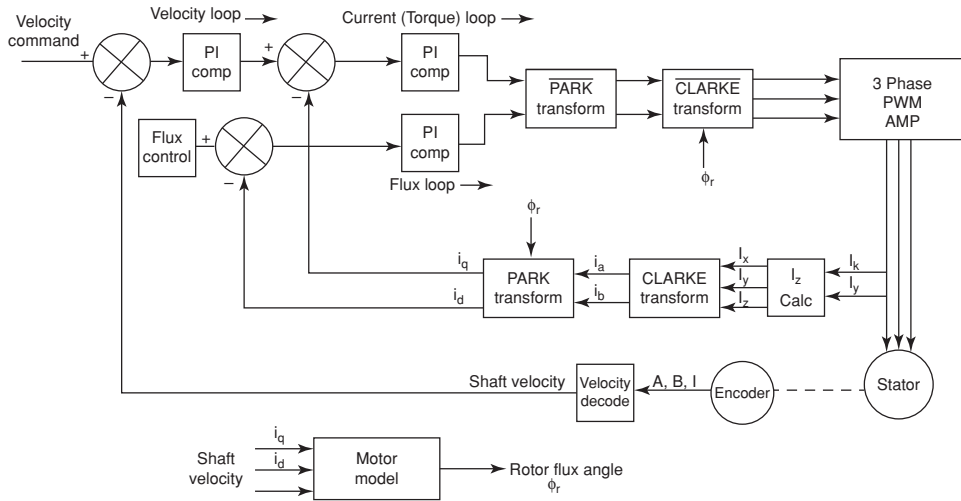 Velocity
command
+
−
Velocity loop
PI
comp
+
−
Current (Torque) loop
PI
comp
PARK
transform
CLARKE
transform
ϕr
3 Phase
PWM
AMP
Flux
control
+
−
PI
comp
Flux loop
ϕr
iq
id
PARK
transform
ia
ib
CLARKE
transform
Ix
Iy
Iz
Iz
Calc
Ik
Iy
Shaft velocity
Velocity
decode
A, B, I
Encoder
Stator
Shaft
velocity
iq
id
Motor
model
Rotor flux angle
ϕr